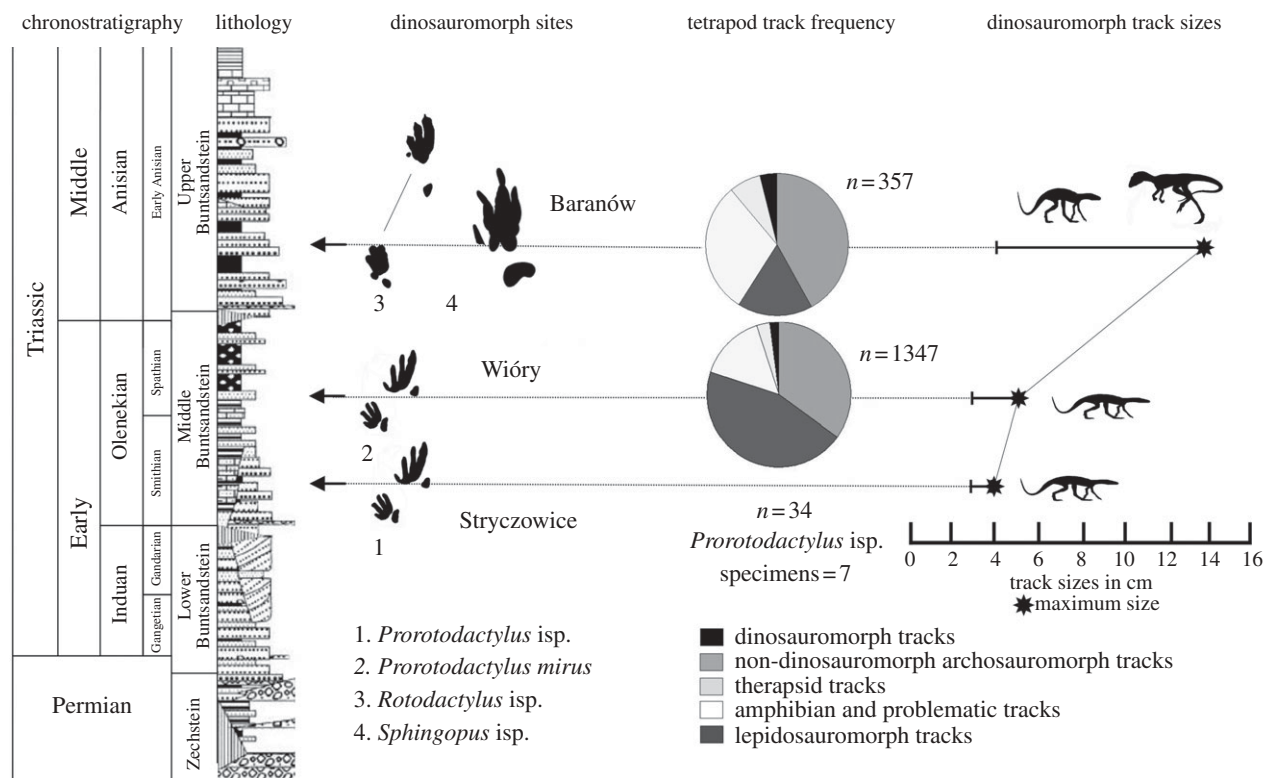 chronostratigraphy
lithology
dinosauromorph sites
tetrapod track frequency
dinosauromorph track sizes
Triassic
Middle
Early
Anisian
Olenekian
Induan
Early Anisian
Spathian
Smithian
Gandarian
Gangetian
Upper
Buntsandstein
Middle
Buntsandstein
Lower
Buntsandstein
Permian
Zechstein
Baranów
3
4
Wióry
2
Stryczowice
1
n=357
n=1347
n=34
Prorotodactylus isp.
specimens=7
0 2 4 6 8 10 12 14 16
track sizes in cm
maximum size
1. Prorotodactylus isp.
2. Prorotodactylus mirus
3. Rotodactylus isp.
4. Sphingopus isp.
dinosauromorph tracks
non-dinosauromorph archosauromorph tracks
therapsid tracks
amphibian and problematic tracks
lepidosauromorph tracks